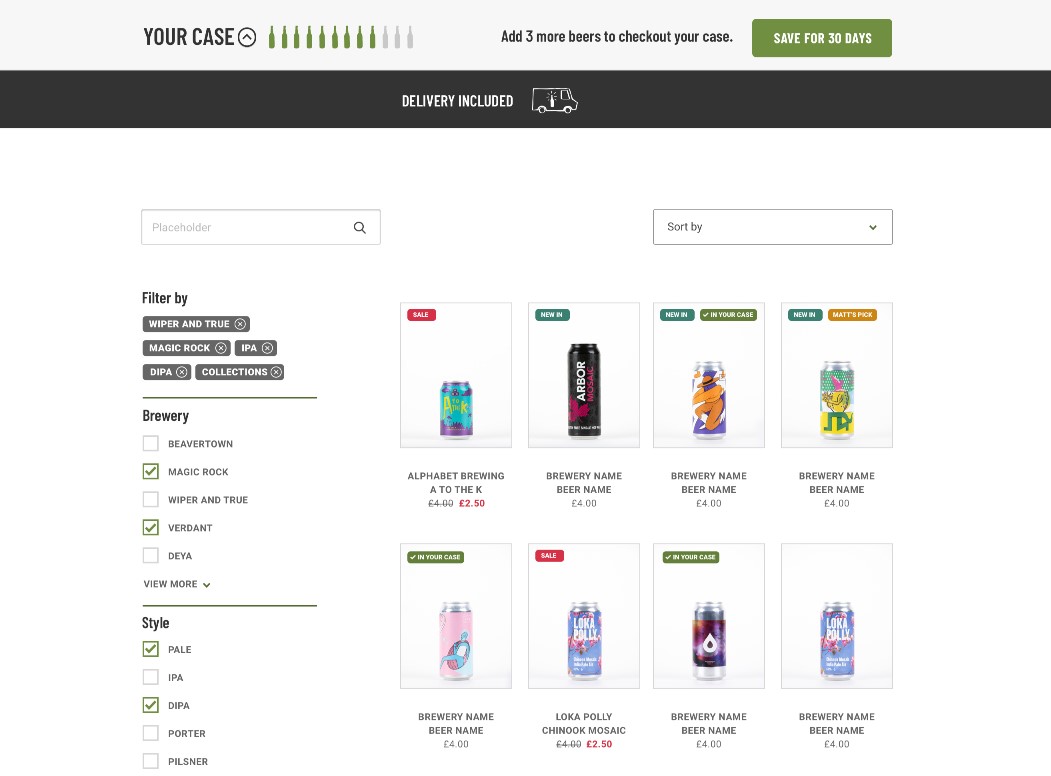 YOUR CASE
Add 3 more beers to checkout your case.
SAVE FOR 30 DAYS
DELIVERY INCLUDED
Placeholder
Sort by
Filter by
WIPER AND TRUE
MAGIC ROCK
IPA
DIPA
COLLECTIONS
Brewery
BEAVERTOWN
MAGIC ROCK
WIPER AND TRUE
VERDANT
DEYA
VIEW MORE
Style
PALE
IPA
DIPA
PORTER
PILSNER
SALE
ALPHABET BREWING
A TO THE K
£4.00 £2.50
NEW IN
ARBOR
MOSAIC
BREWERY NAME
BEER NAME
£4.00
NEW IN
IN YOUR CASE
BREWERY NAME
BEER NAME
£4.00
NEW IN
MATT'S PICK
BREWERY NAME
BEER NAME
£4.00
IN YOUR CASE
BREWERY NAME
BEER NAME
£4.00
SALE
LOKA
POLLY
LOKA POLLY
CHINOOK MOSAIC
£4.00 £2.50
IN YOUR CASE
BREWERY NAME
BEER NAME
£4.00
LOKA
POLLY
BREWERY NAME
BEER NAME
£4.00